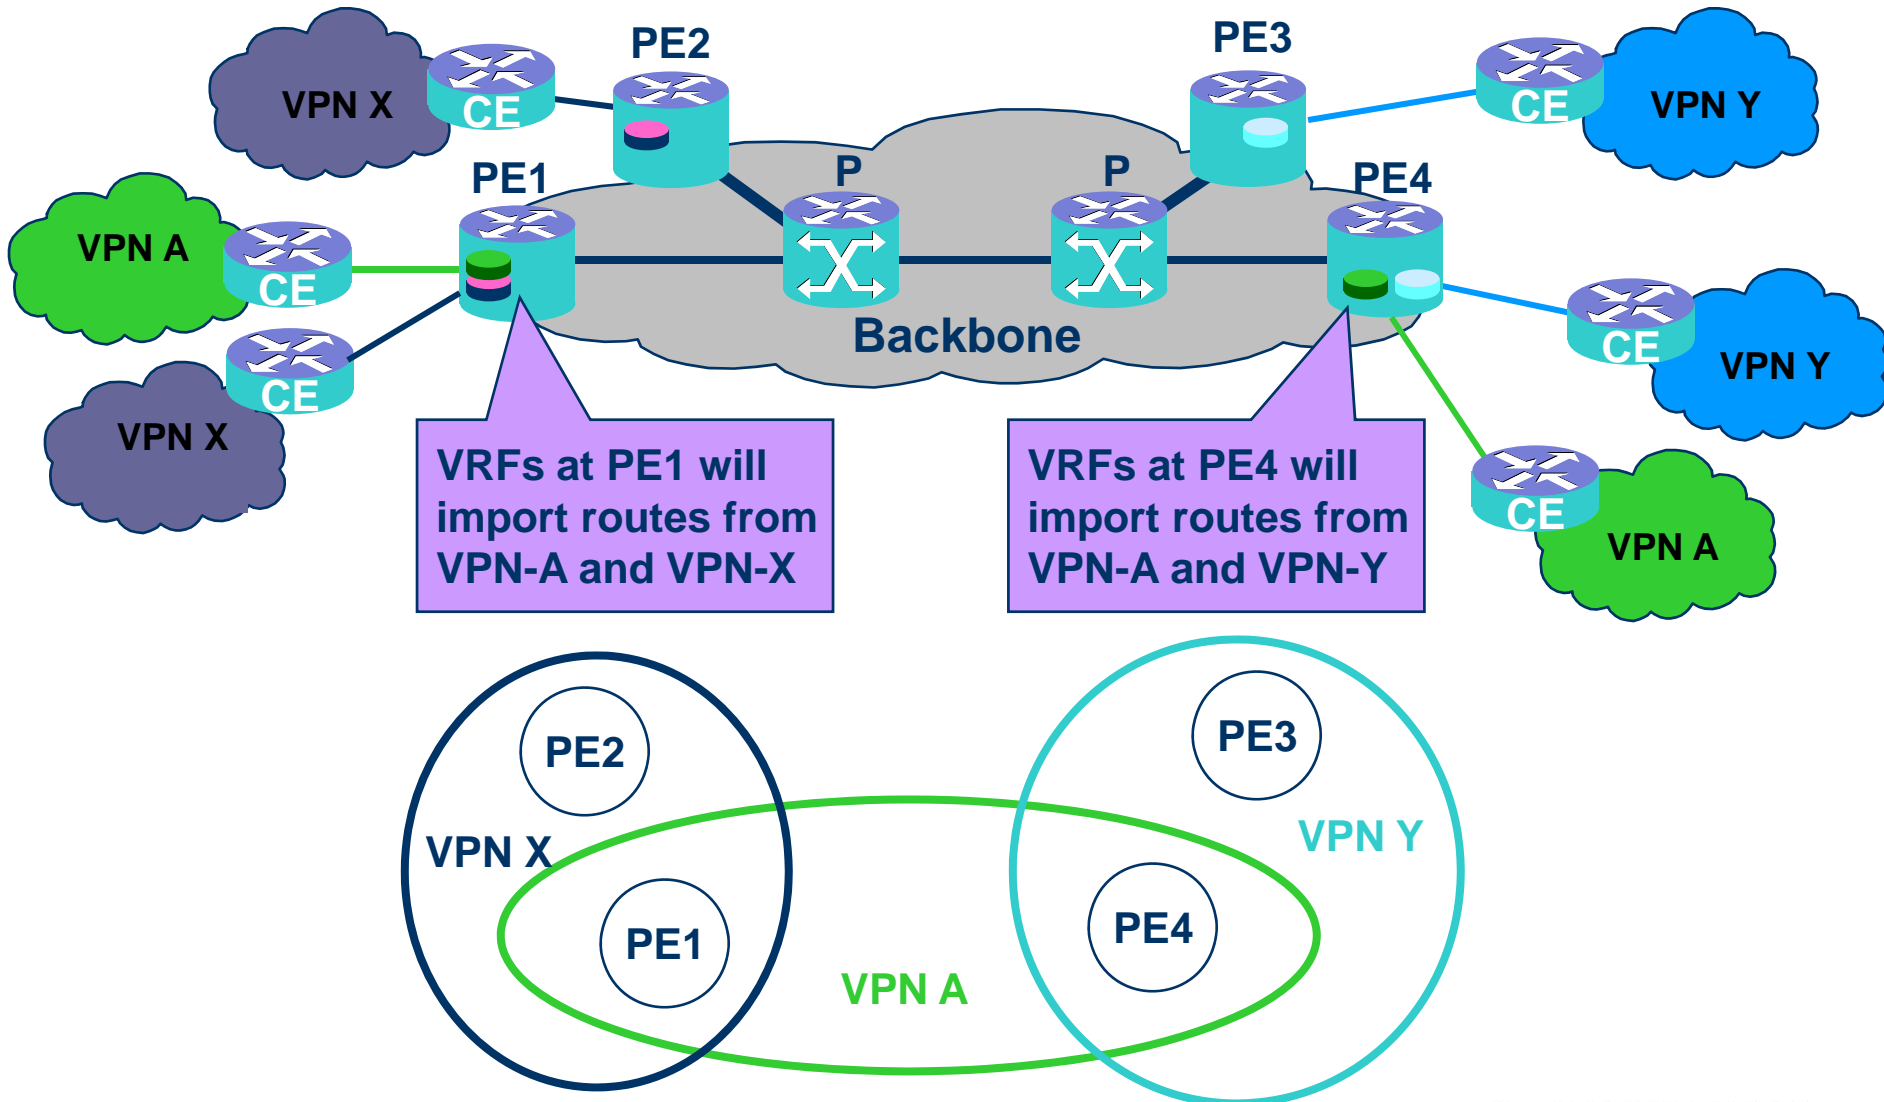 PE2
PE3
VPN X
CE
CE
VPN Y
PE1
P
P
PE4
VPN A
CE
Backbone
CE
VPN Y
CE
VPN X
VRFs at PE1 will
import routes from
VPN-A and VPN-X
VRFs at PE4 will
import routes from
VPN-A and VPN-Y
CE
VPN A
PE2
PE3
VPN X
VPN Y
PE1
PE4
VPN A